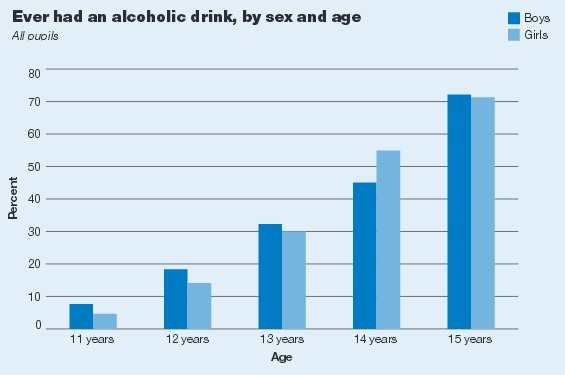 Ever had an alcoholic drink, by sex and age
All pupils
Boys
Girls
Percent
80
70
60
50
40
30
20
10
0
11 years
12 years
13 years
14 years
15 years
Age